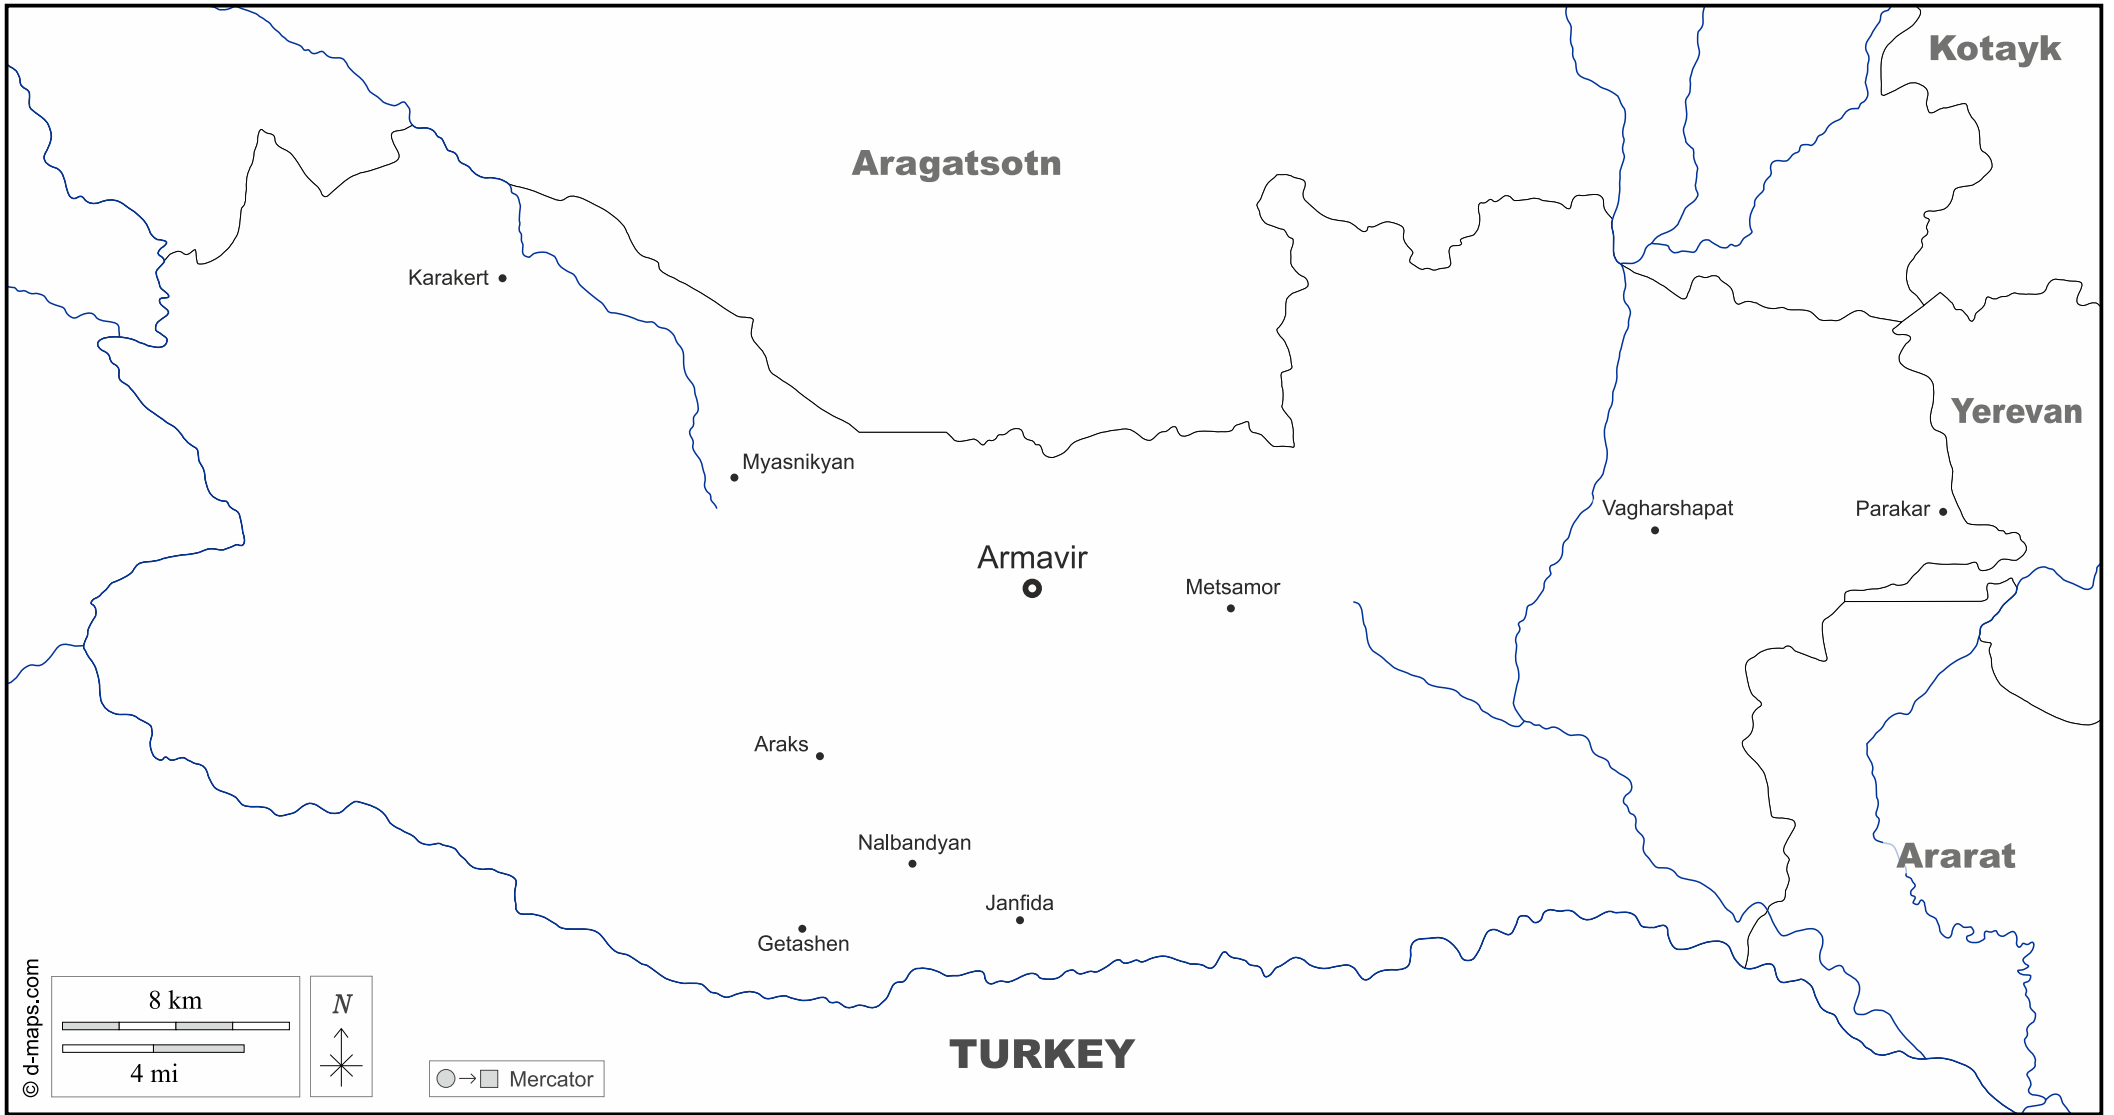 Kotayk
Aragatsotn
Karakert
Yerevan
Myasnikyan
Vagharshapat
Parakar
Armavir
Metsamor
Araks
Nalbandyan
Ararat
Janfida
Getashen
TURKEY
© d-maps.com
8 km
4 mi
N
Mercator